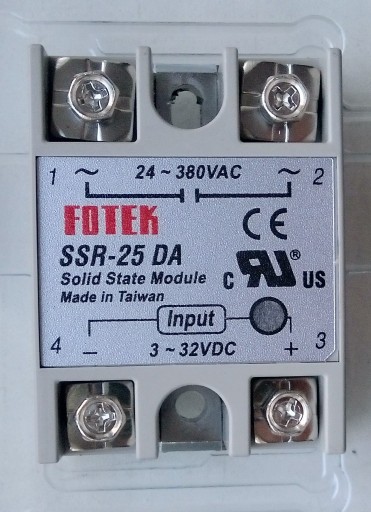 1 ~ 24 ~ 380VAC ~ 2
FOTEK
CE
SSR-25 DA
Solid State Module
Made in Taiwan
C RU ® US
Input
4 − 3 ~ 32VDC + 3